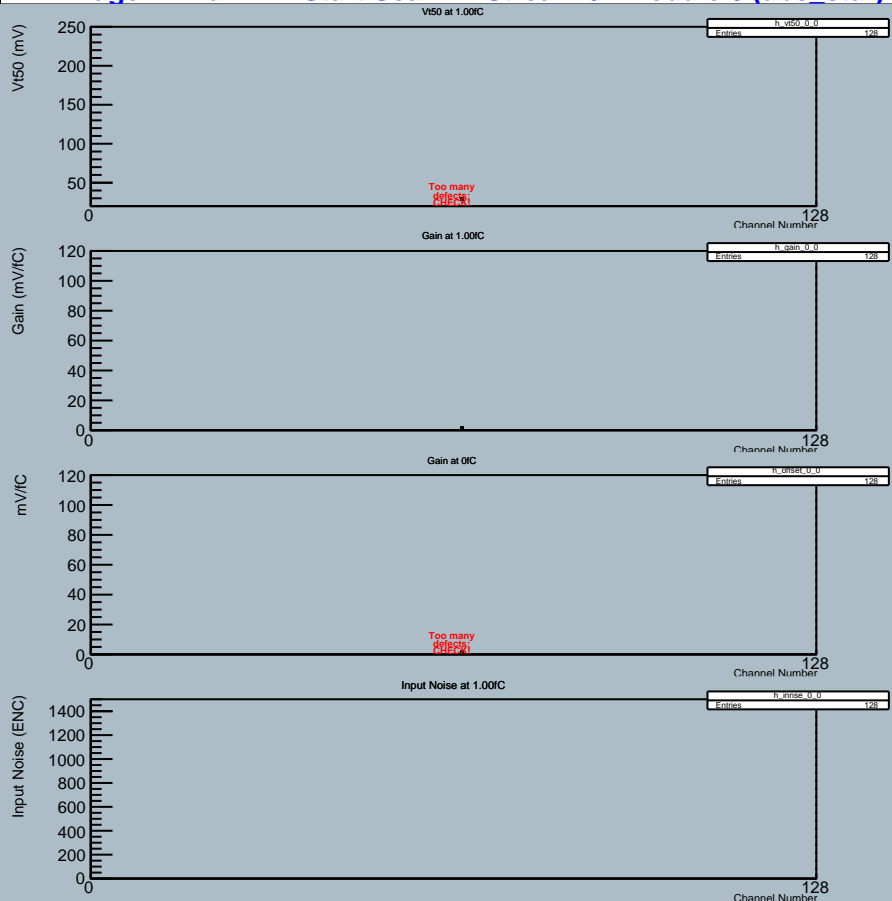 Vt50 at 1.00fC
h_vt50_0_0
Entries 128
Vt50 (mV)
250
200
150
100
50
Too many
defects;
CHECK!
0
128
Channel Number
Gain at 1.00fC
h_gain_0_0
Entries 128
Gain (mV/fC)
120
100
80
60
40
20
0
0
128
Channel Number
Gain at 0fC
h_offset_0_0
Entries 128
mV/fC
120
100
80
60
40
20
0
Too many
defects;
CHECK!
0
128
Channel Number
Input Noise at 1.00fC
h_innse_0_0
Entries 128
Input Noise (ENC)
1400
1200
1000
800
600
400
200
0
0
128
Channel Number